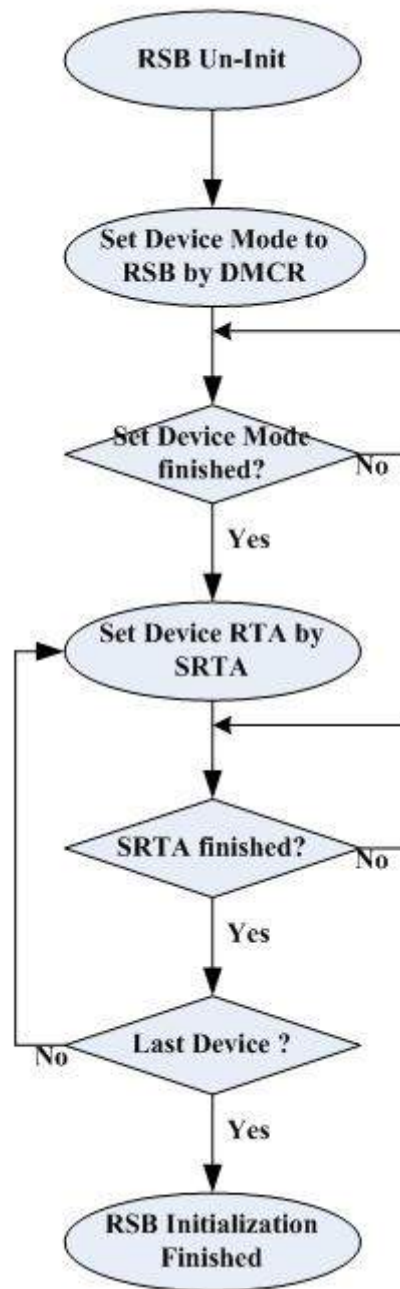 RSB Un-Init
Set Device Mode to
RSB by DMCR
Set Device Mode
finished?
No
Yes
Set Device RTA by
SRTA
SRTA finished?
No
Yes
Last Device ?
No
Yes
RSB Initialization
Finished